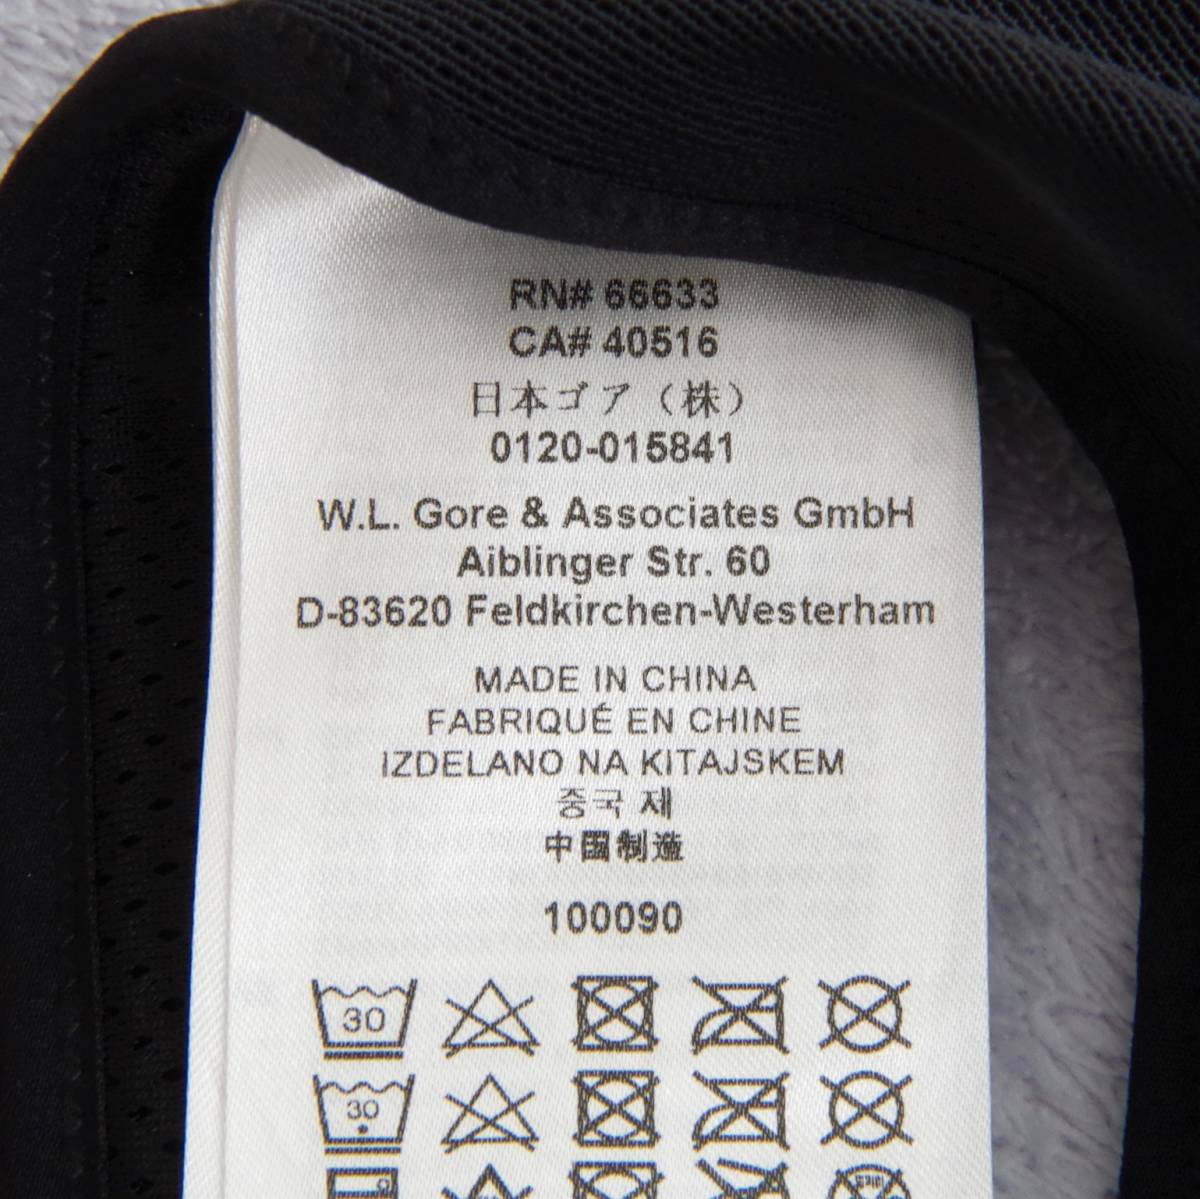 RN# 66633
CA# 40516
日本ゴア（株）
0120-015841
W.L. Gore & Associates GmbH
Aiblinger Str. 60
D-83620 Feldkirchen-Westerham
MADE IN CHINA
FABRIQUÉ EN CHINE
IZDELANO NA KITAJSKEM
중국 제
中国制造
100090
30
30